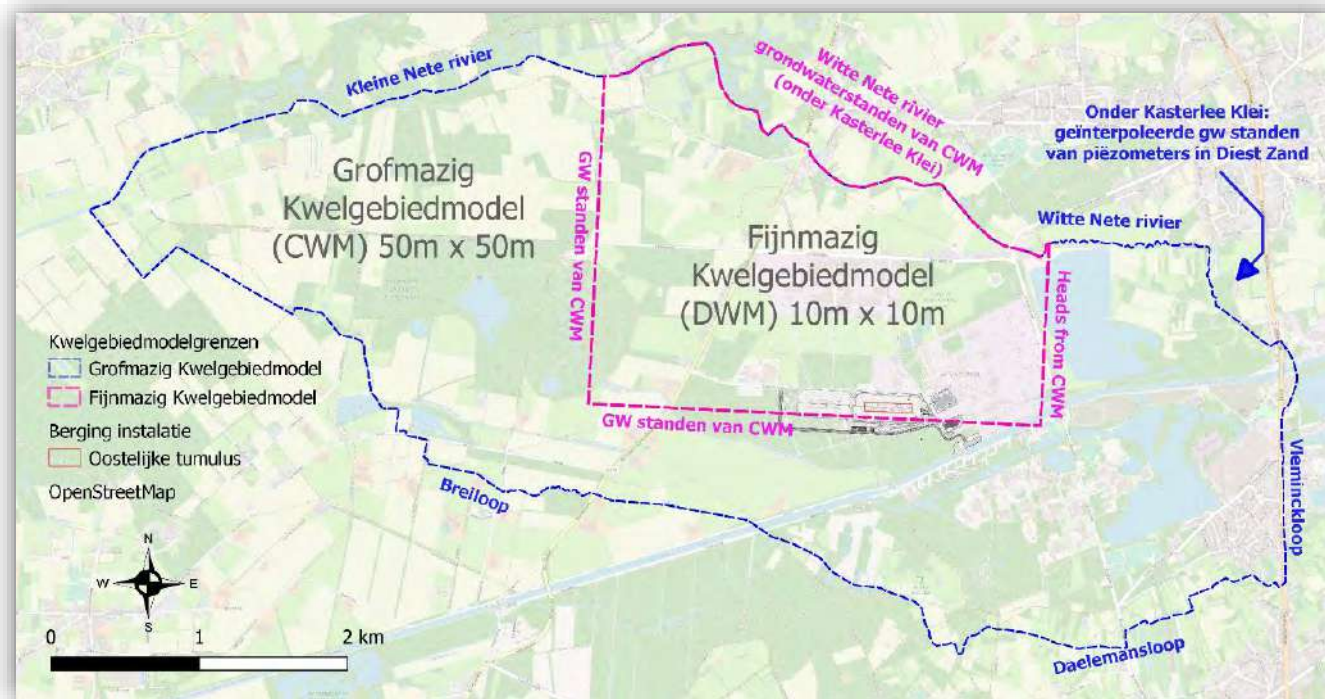 Kleine Nete rivier
Witte Nete rivier
grondwaterstanden van CWM
(onder Kasterlee Klei)
Onder Kasterlee Klei:
geïnterpoleerde gw standen
van piëzometers in Diest Zand
Grofmazig
Kwelgebiedmodel
(CWM) 50m x 50m
GW standen van CWM
Fijnmazig
Kwelgebiedmodel
(DWM) 10m x 10m
Witte Nete rivier
Heads from CWM
Kwelgebiedmodelgrenzen
Grofmazig Kwelgebiedmodel
Fijnmazig Kwelgebiedmodel
Berging instalatie
Oostelijke tumulus
OpenStreetMap
GW standen van CWM
Breiloop
Vleminckloop
Daelemansloop
N
W
E
S
0 1 2 km